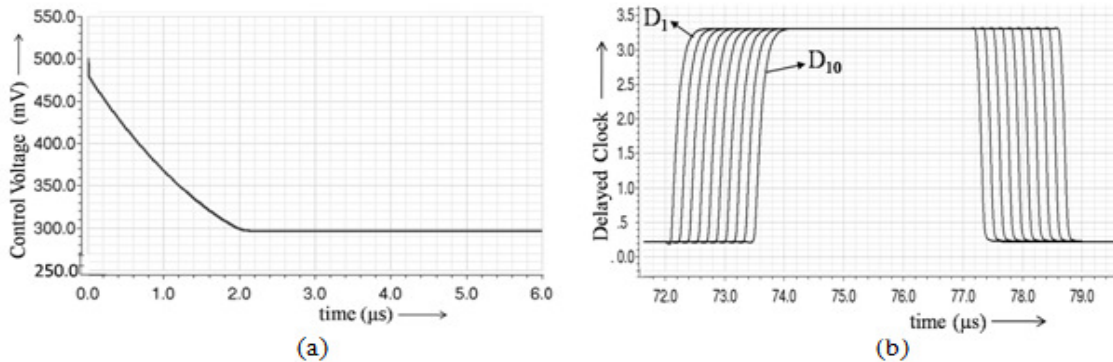 550.0
500.0
450.0
400.0
350.0
300.0
250.0
Control Voltage (mV)
0.0 1.0 2.0 3.0 4.0 5.0 6.0
time (µs)
(a)
3.5
3.0
2.5
2.0
1.5
1.0
.5
.0.0
Delayed Clock
D1
D10
72.0 73.0 74.0 75.0 76.0 77.0 78.0 79.0
time (µs)
(b)